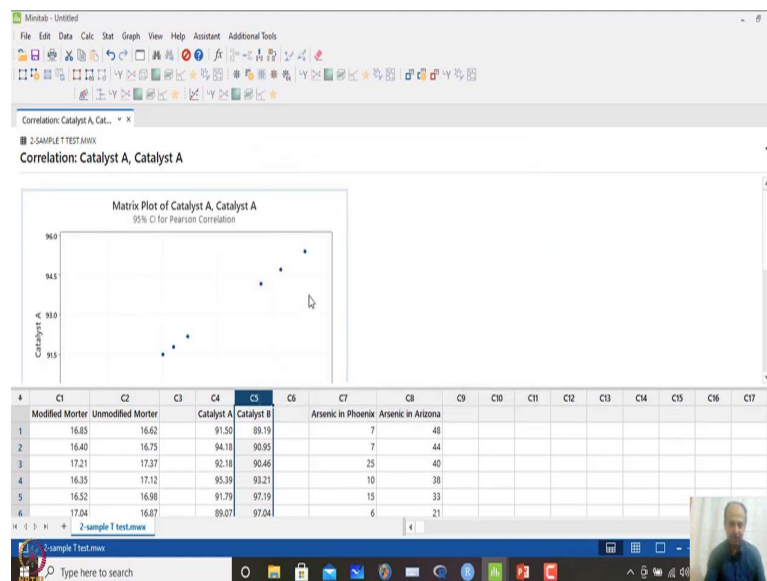 Minitab - Untitled
File Edit Data Calc Stat Graph View Help Assistant Additional Tools
Correlation: Catalyst A, Cat...
2-SAMPLE T TEST.MWX
Correlation: Catalyst A, Catalyst A
Matrix Plot of Catalyst A, Catalyst A
95% CI for Pearson Correlation
96.0
94.5
93.0
91.5
Catalyst A
C1 C2 C3 C4 C5 C6 C7 C8 C9 C10 C11 C12 C13 C14 C15 C16 C17
Modified Morter Unmodified Morter Catalyst A Catalyst B Arsenic in Phoenix Arsenic in Arizona
1 16.85 16.62 91.50 89.19 7 48
2 16.40 16.75 94.18 90.95 7 44
3 17.21 17.37 92.18 90.46 25 40
4 16.35 17.12 95.39 93.21 10 38
5 16.52 16.98 91.79 97.19 15 33
6 17.04 16.87 89.07 97.04 6 21
2-sample T test.mwx
2-sample T test.mwx
Type here to search